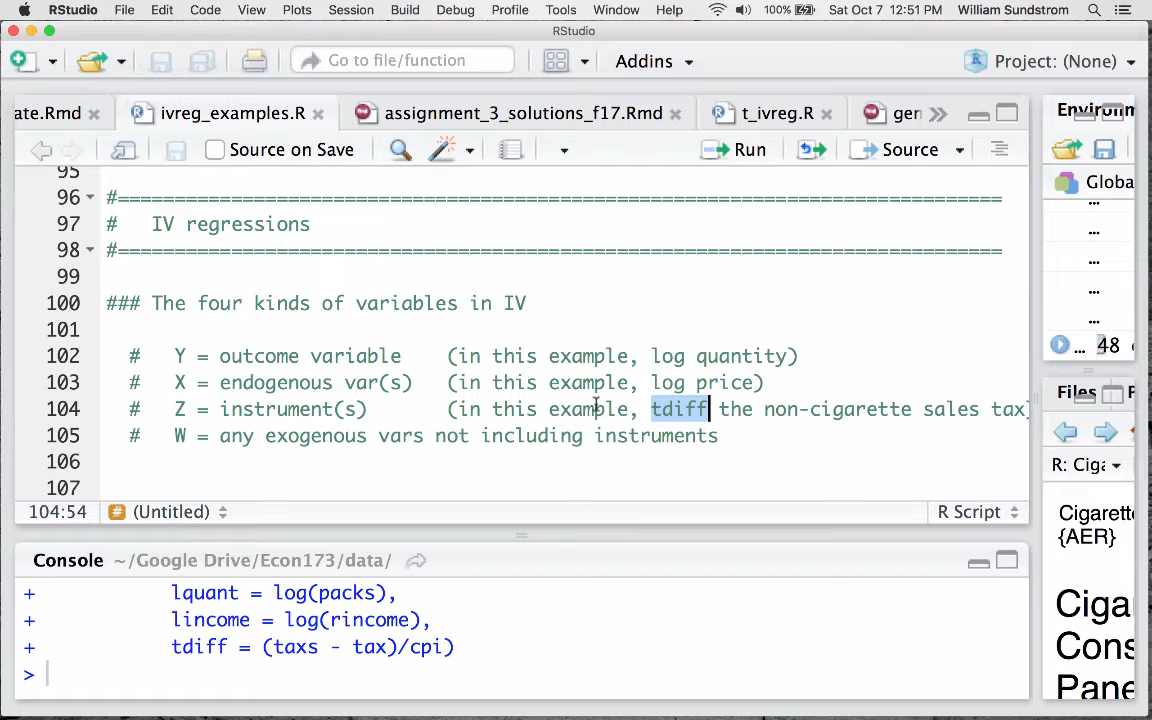 RStudio File Edit Code View Plots Session Build Debug Profile Tools Window Help 100% Sat Oct 7 12:51 PM William Sundstrom
RStudio
Go to file/function Addins Project: (None)
ate.Rmd ivreg_examples.R assignment_3_solutions_f17.Rmd t_ivreg.R gen
Source on Save Run Source
95
96 #===============================================================================
97 #   IV regressions
98 #===============================================================================
99
100 ### The four kinds of variables in IV
101
102   #   Y = outcome variable    (in this example, log quantity)
103   #   X = endogenous var(s)   (in this example, log price)
104   #   Z = instrument(s)       (in this example, tdiff the non-cigarette sales tax)
105   #   W = any exogenous vars not including instruments
106
107
104:54 # (Untitled) R Script
Console ~/Google Drive/Econ173/data/
+             lquant = log(packs),
+             lincome = log(rincome),
+             tdiff = (taxs - tax)/cpi)
>
Environm
Globa
...
...
...
...
...
... 48
Files
R: Ciga
Cigarette
{AER}
Ciga
Cons
Pane